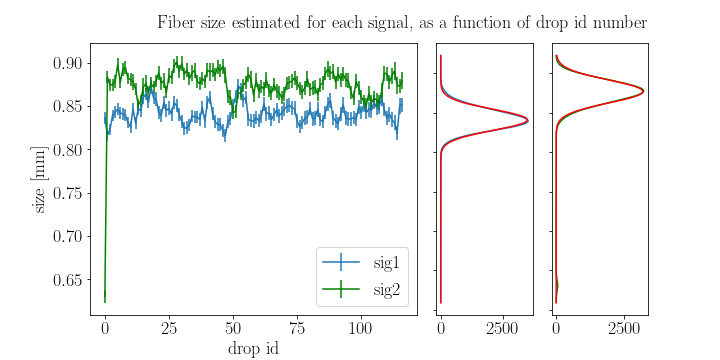 Fiber size estimated for each signal, as a function of drop id number
size [mm]
0.90
0.85
0.80
0.75
0.70
0.65
sig1
sig2
0 25 50 75 100
0 2500
0 2500
drop id